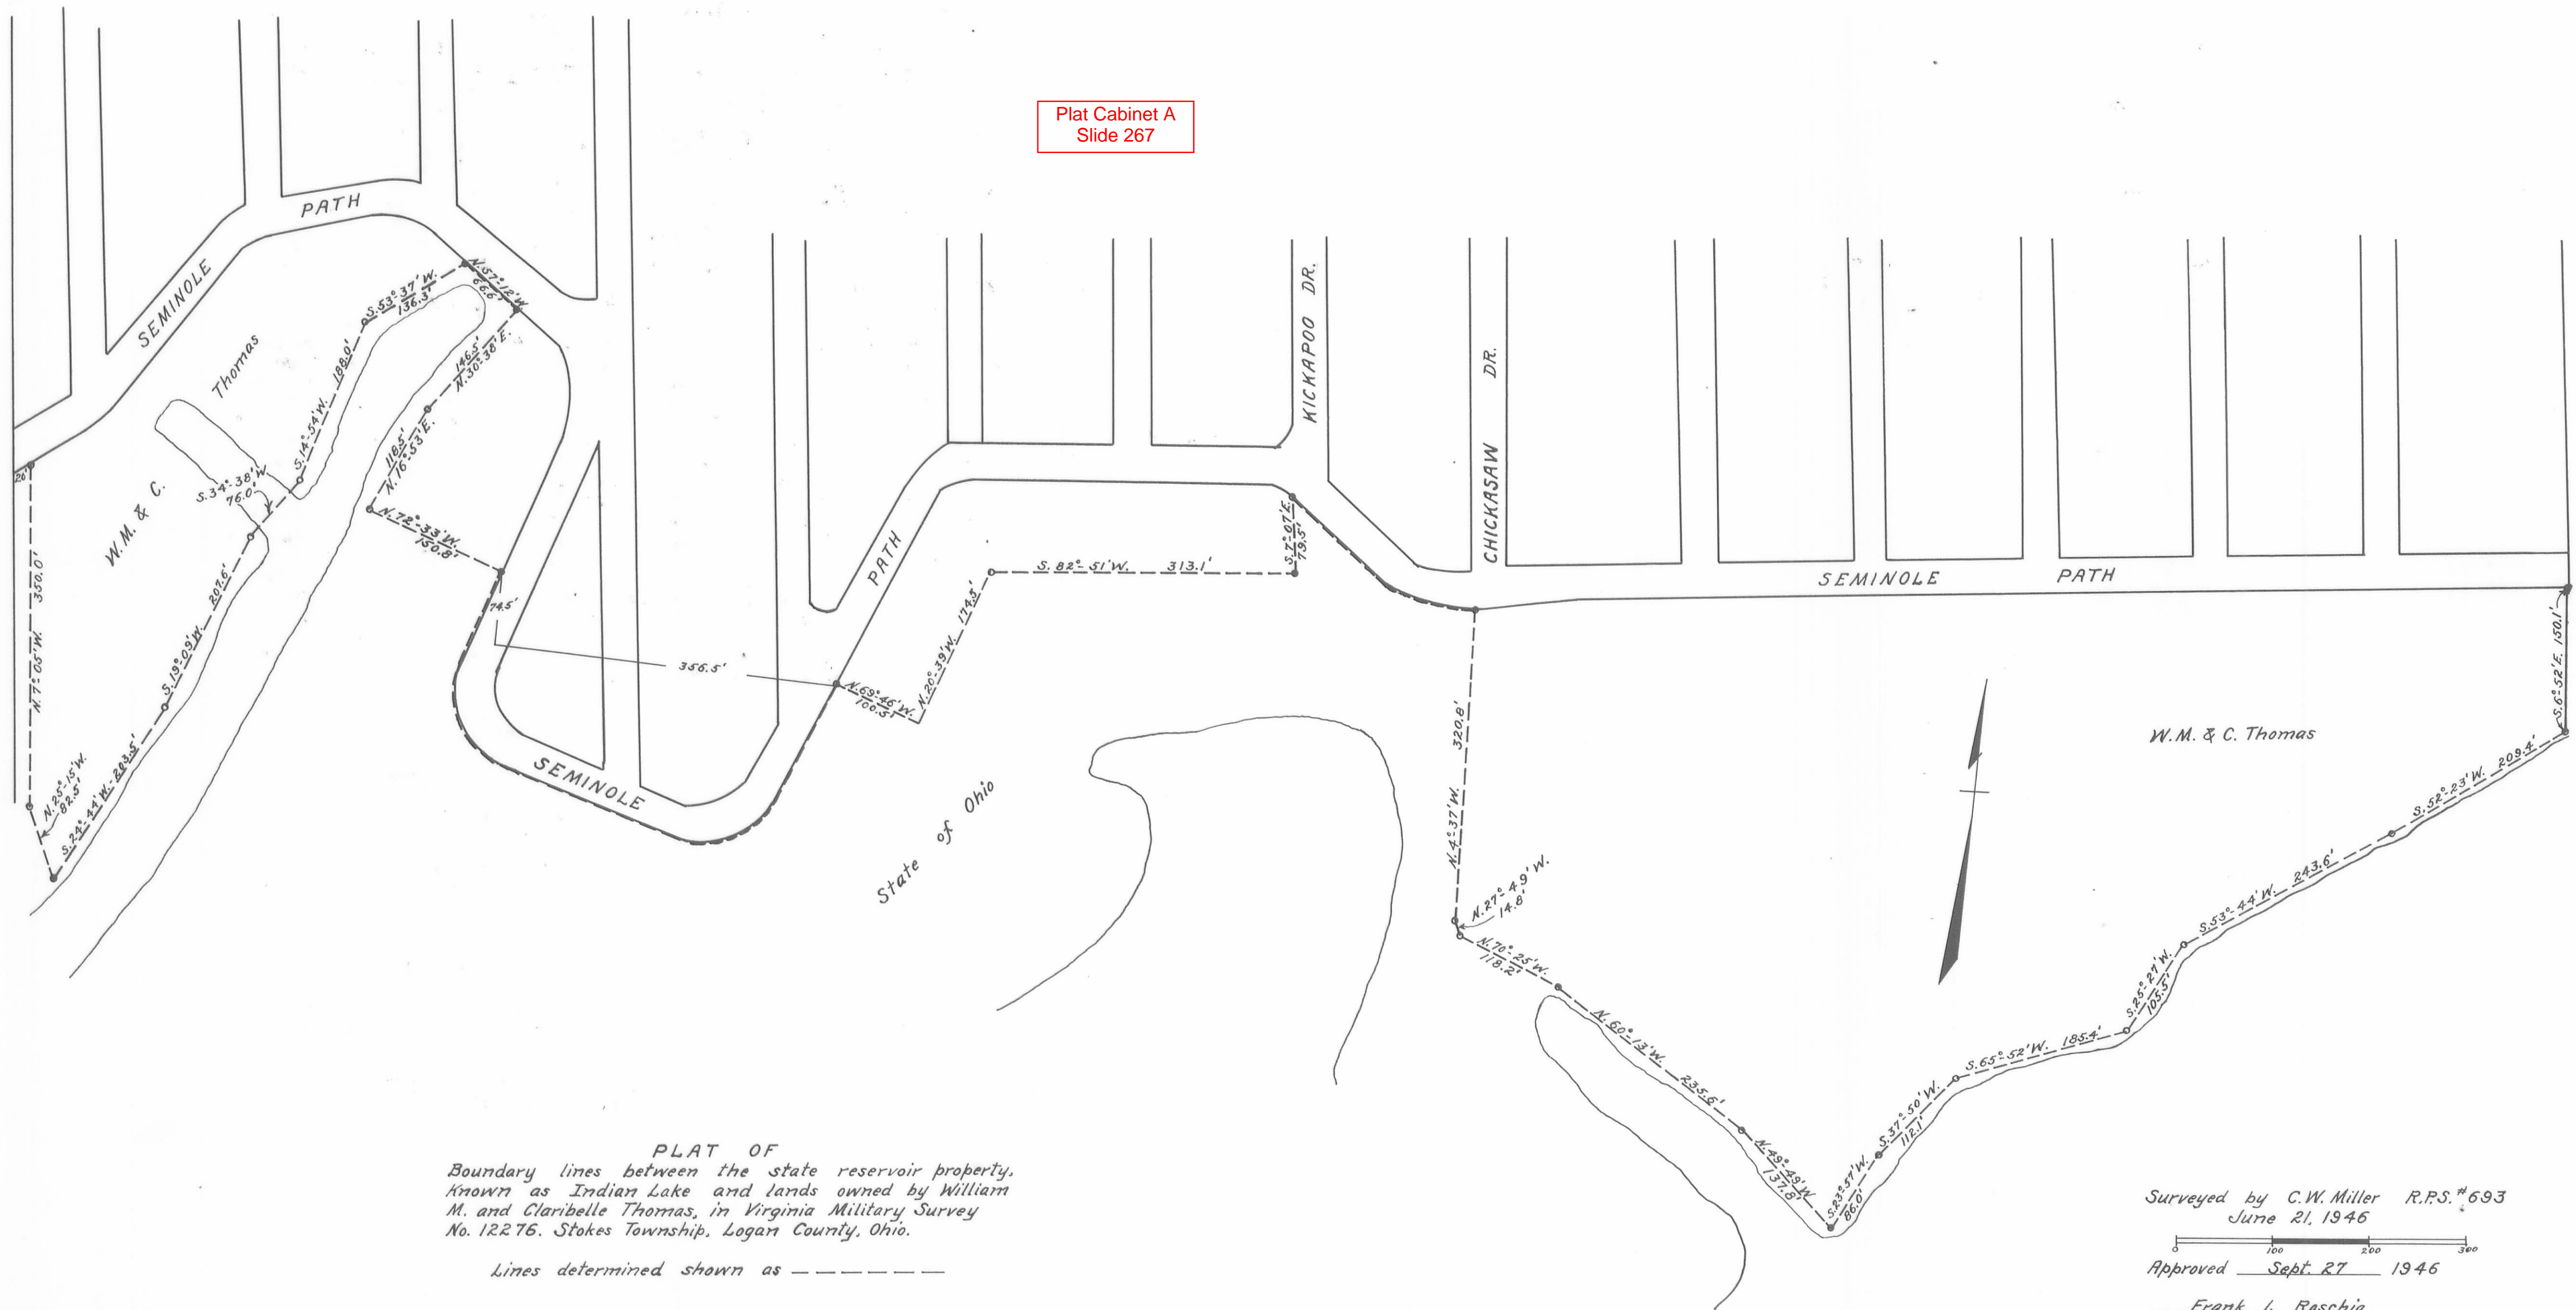 Plat Cabinet A
Slide 267
PATH
SEMINOLE
S.53°-37'W.
136.3'
N.57°-12'W.
66.6'
Thomas
188.0'
S.14°-54'W.
146.5'
N.30°-38'E.
118.5'
N.16°-53'E.
S.34°-38'W
76.0'
W.M. & C.
20'
N.7°-05'W. 350.0'
N.72°-33'W.
150.8'
74.5'
207.6'
S.19°-09'W.
N.25°-15'W.
82.5'
S.24°-44'W. 203.5'
356.5'
SEMINOLE
PATH
N.69°-46'W.
100.5'
N.20°-39'W. 174.5'
S. 82°-51'W. 313.1'
S.7°-07'E.
79.5'
KICKAPOO DR.
CHICKASAW DR.
SEMINOLE PATH
State of Ohio
N.4°-37'W. 320.8'
N.27°-49'W.
14.8'
N.70°-25'W.
118.2'
N.60°-13'W. 235.6'
N.49°-49'W
137.8'
S.23°-57'W.
86.0'
S.37°-50'W.
112.1'
S.65°-52'W. 185.4'
S.25°-27'W.
105.5'
S.53°-44'W. 243.6'
S.52°-23'W. 209.4'
S.6°-52'E. 150.1'
W.M. & C. Thomas
PLAT OF
Boundary lines between the state reservoir property,
Known as Indian Lake and lands owned by William
M. and Claribelle Thomas, in Virginia Military Survey
No. 12276. Stokes Township, Logan County, Ohio.
Lines determined shown as
Surveyed by C.W. Miller R.P.S. #693
June 21, 1946
0 100 200 300
Approved Sept. 27 1946
Frank J. Raschig